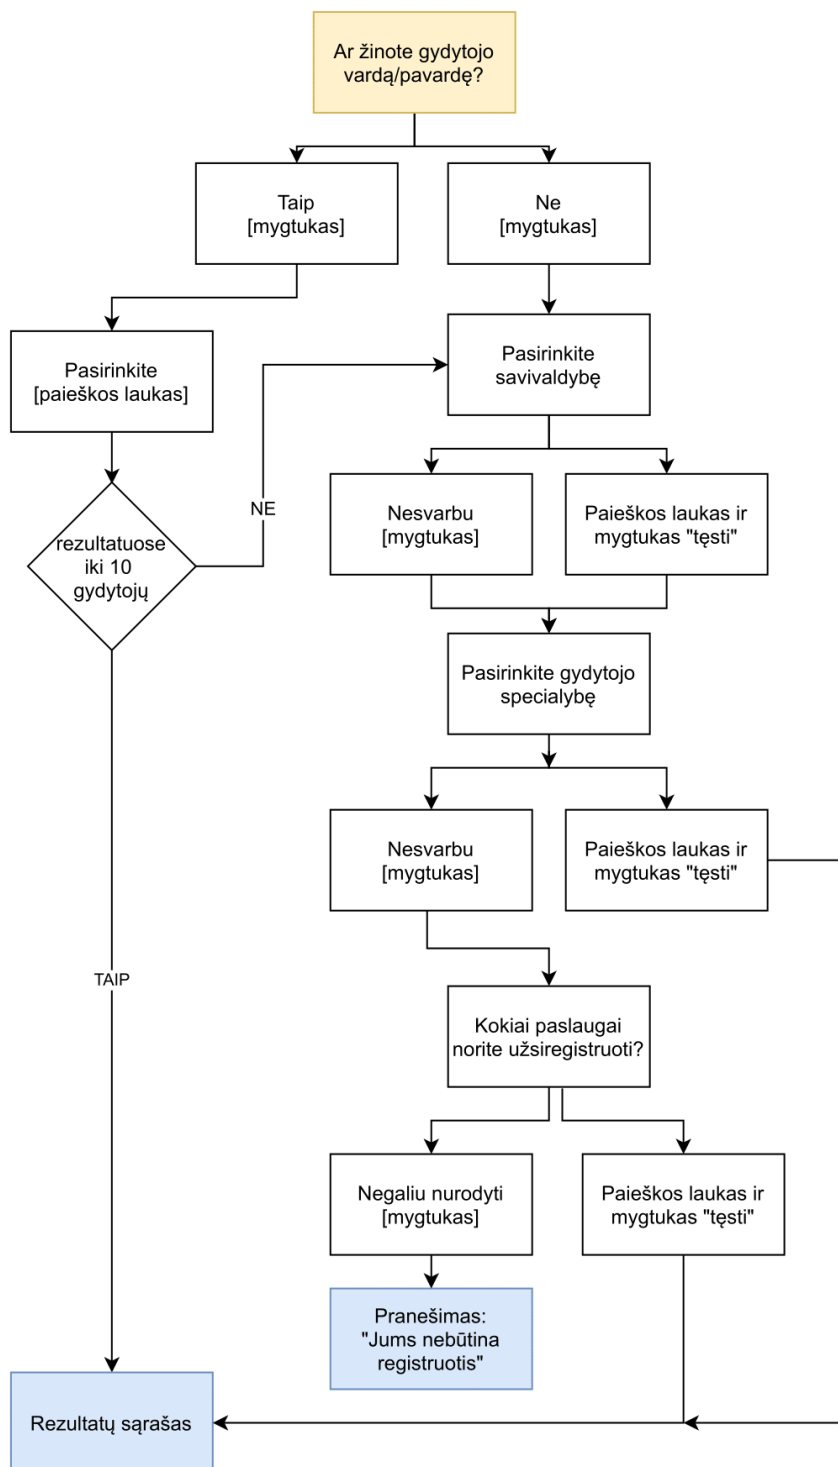 Ar žinote gydytojo
vardą/pavardę?
Taip
[mygtukas]
Ne
[mygtukas]
Pasirinkite
[paieškos laukas]
Pasirinkite
savivaldybę
rezultatuose
iki 10
gydytojų
NE
Nesvarbu
[mygtukas]
Paieškos laukas ir
mygtukas "tęsti"
Pasirinkite gydytojo
specialybę
Nesvarbu
[mygtukas]
Paieškos laukas ir
mygtukas "tęsti"
TAIP
Kokiai paslaugai
norite užsiregistruoti?
Negaliu nurodyti
[mygtukas]
Paieškos laukas ir
mygtukas "tęsti"
Pranešimas:
"Jums nebūtina
registruotis"
Rezultatų sąrašas